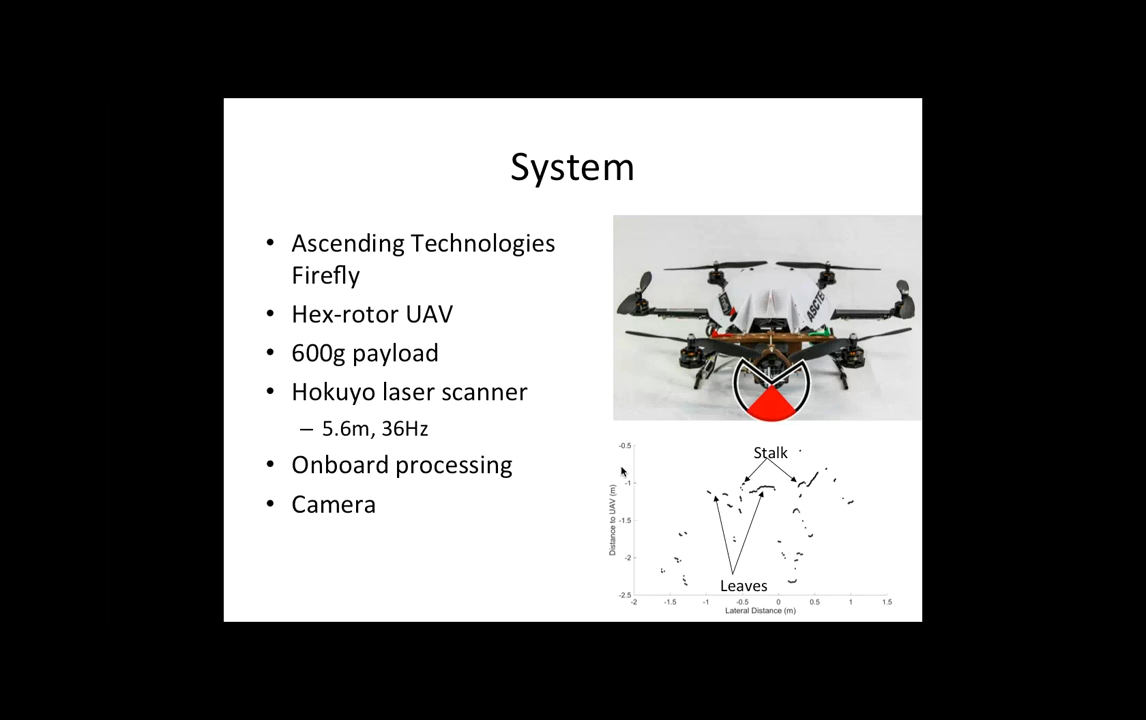 System
• Ascending Technologies
Firefly
• Hex-rotor UAV
• 600g payload
• Hokuyo laser scanner
– 5.6m, 36Hz
• Onboard processing
• Camera
ASCTE
Stalk
Leaves
-0.5
-1
-1.5
-2
-2.5
Distance to UAV (m)
-2 -1.5 -1 -0.5 0 0.5 1 1.5
Lateral Distance (m)